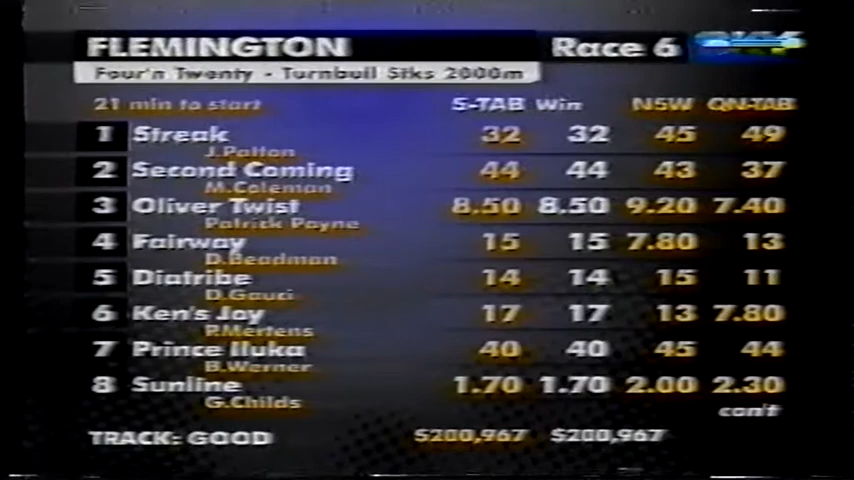 FLEMINGTON Race 6
Four'n Twenty - Turnbull Stks 2000m
21 min to start S-TAB Win NSW QN-TAB
1 Streak 32 32 45 49
J.Patton
2 Second Coming 44 44 43 37
M.Coleman
3 Oliver Twist 8.50 8.50 9.20 7.40
Patrick Payne
4 Fairway 15 15 7.80 13
D.Beadman
5 Diatribe 14 14 15 11
D.Gauci
6 Ken's Joy 17 17 13 7.80
P.Mertens
7 Prince Iluka 40 40 45 44
B.Werner
8 Sunline 1.70 1.70 2.00 2.30
G.Childs
con't
TRACK: GOOD $200,967 $200,967